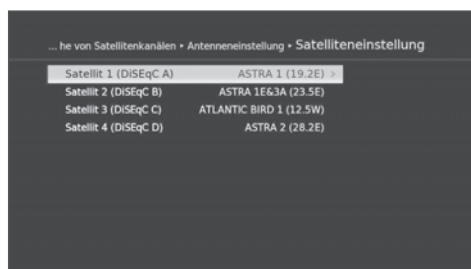 ... he von Satellitenkanälen ▸ Antenneneinstellung ▸ Satelliteneinstellung
Satellit 1 (DiSEqC A) ASTRA 1 (19.2E) >
Satellit 2 (DiSEqC B) ASTRA 1E&3A (23.5E)
Satellit 3 (DiSEqC C) ATLANTIC BIRD 1 (12.5W)
Satellit 4 (DiSEqC D) ASTRA 2 (28.2E)